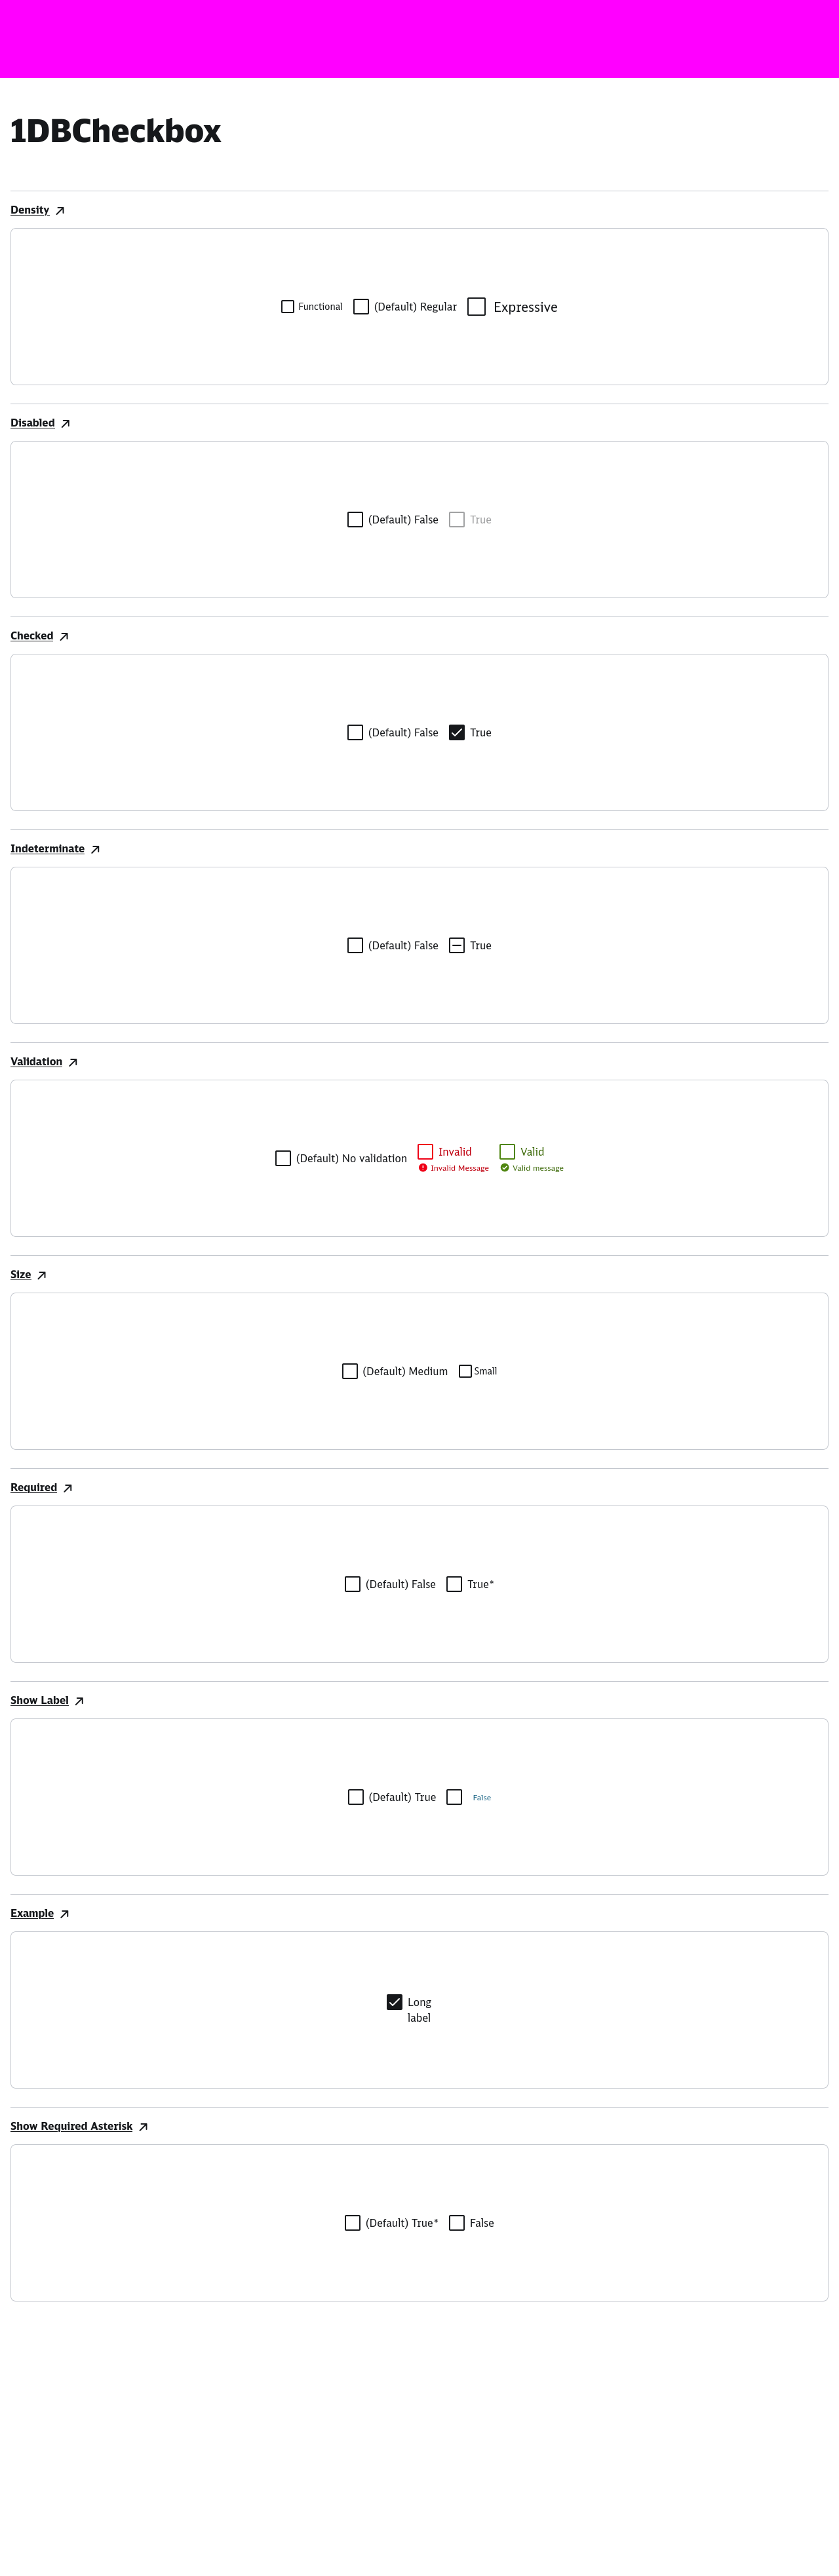 1DBCheckbox
Density
Functional (Default) Regular Expressive
Disabled
(Default) False True
Checked
(Default) False True
Indeterminate
(Default) False True
Validation
(Default) No validation Invalid Valid
Invalid Message Valid message
Size
(Default) Medium Small
Required
(Default) False True*
Show Label
(Default) True False
Example
Long
label
Show Required Asterisk
(Default) True* False